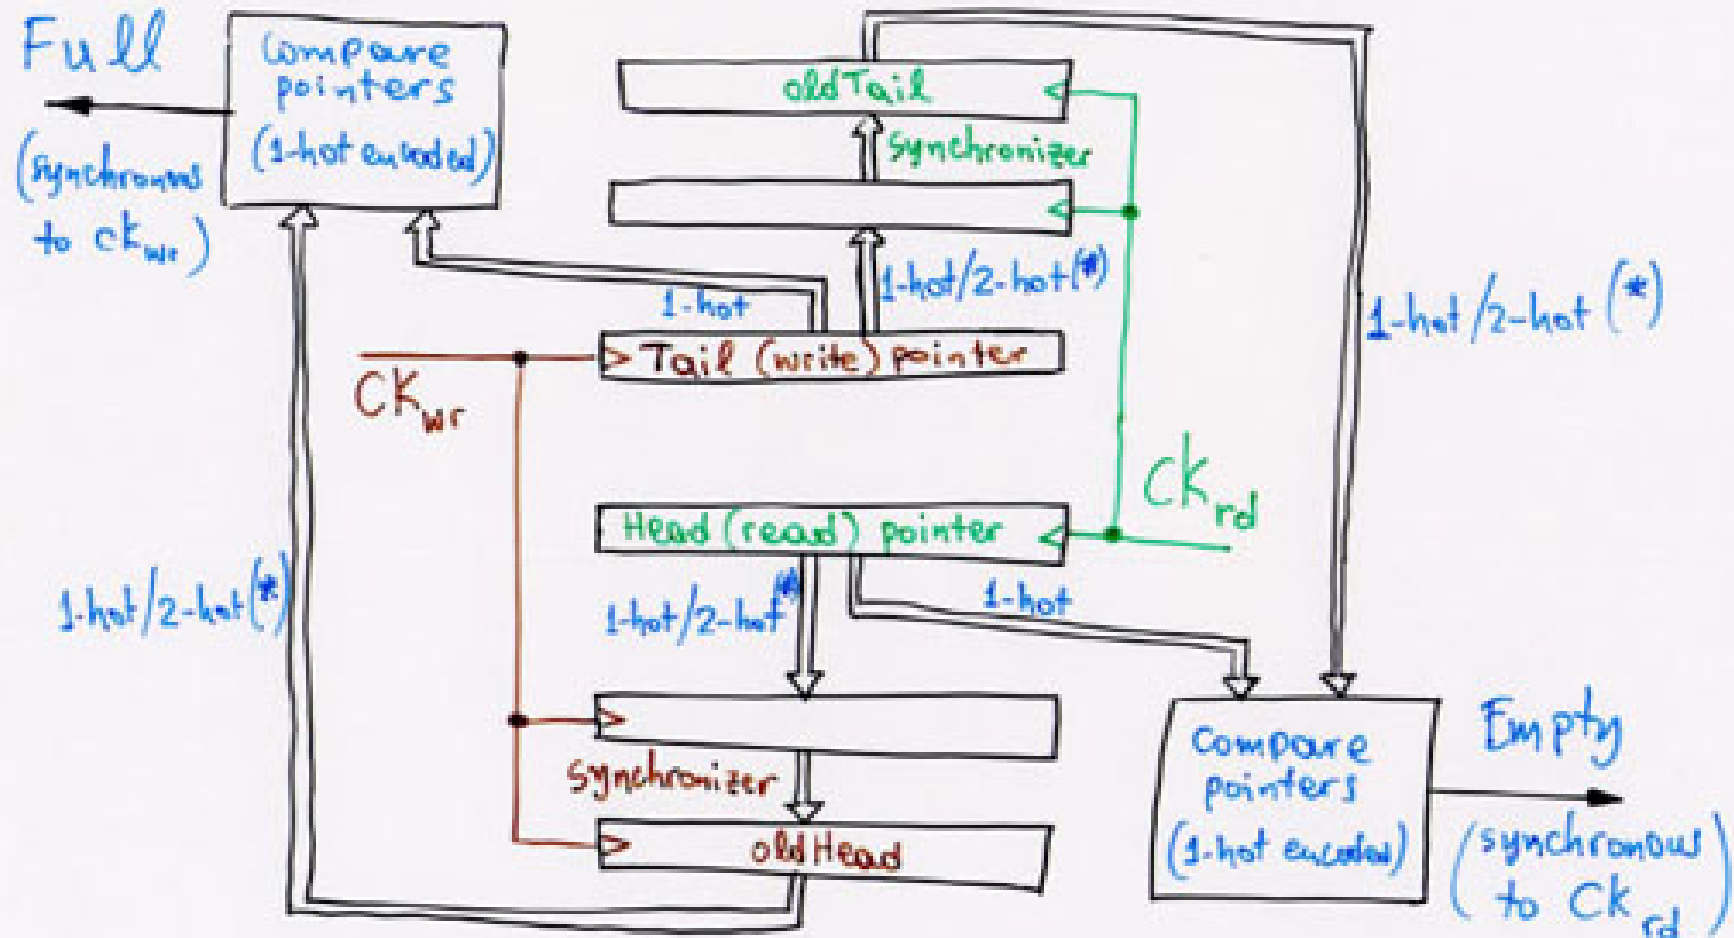 Full
(synchronous
to CKwr)
Compare
pointers
(1-hot encoded)
oldTail
synchronizer
1-hot/2-hot(*)
1-hot
1-hot/2-hot (*)
Tail (write) pointer
CKwr
CKrd
Head (read) pointer
1-hot/2-hot(*)
1-hot/2-hot(*)
1-hot
synchronizer
oldHead
Compare
pointers
(1-hot encoded)
Empty
(synchronous)
to CKrd